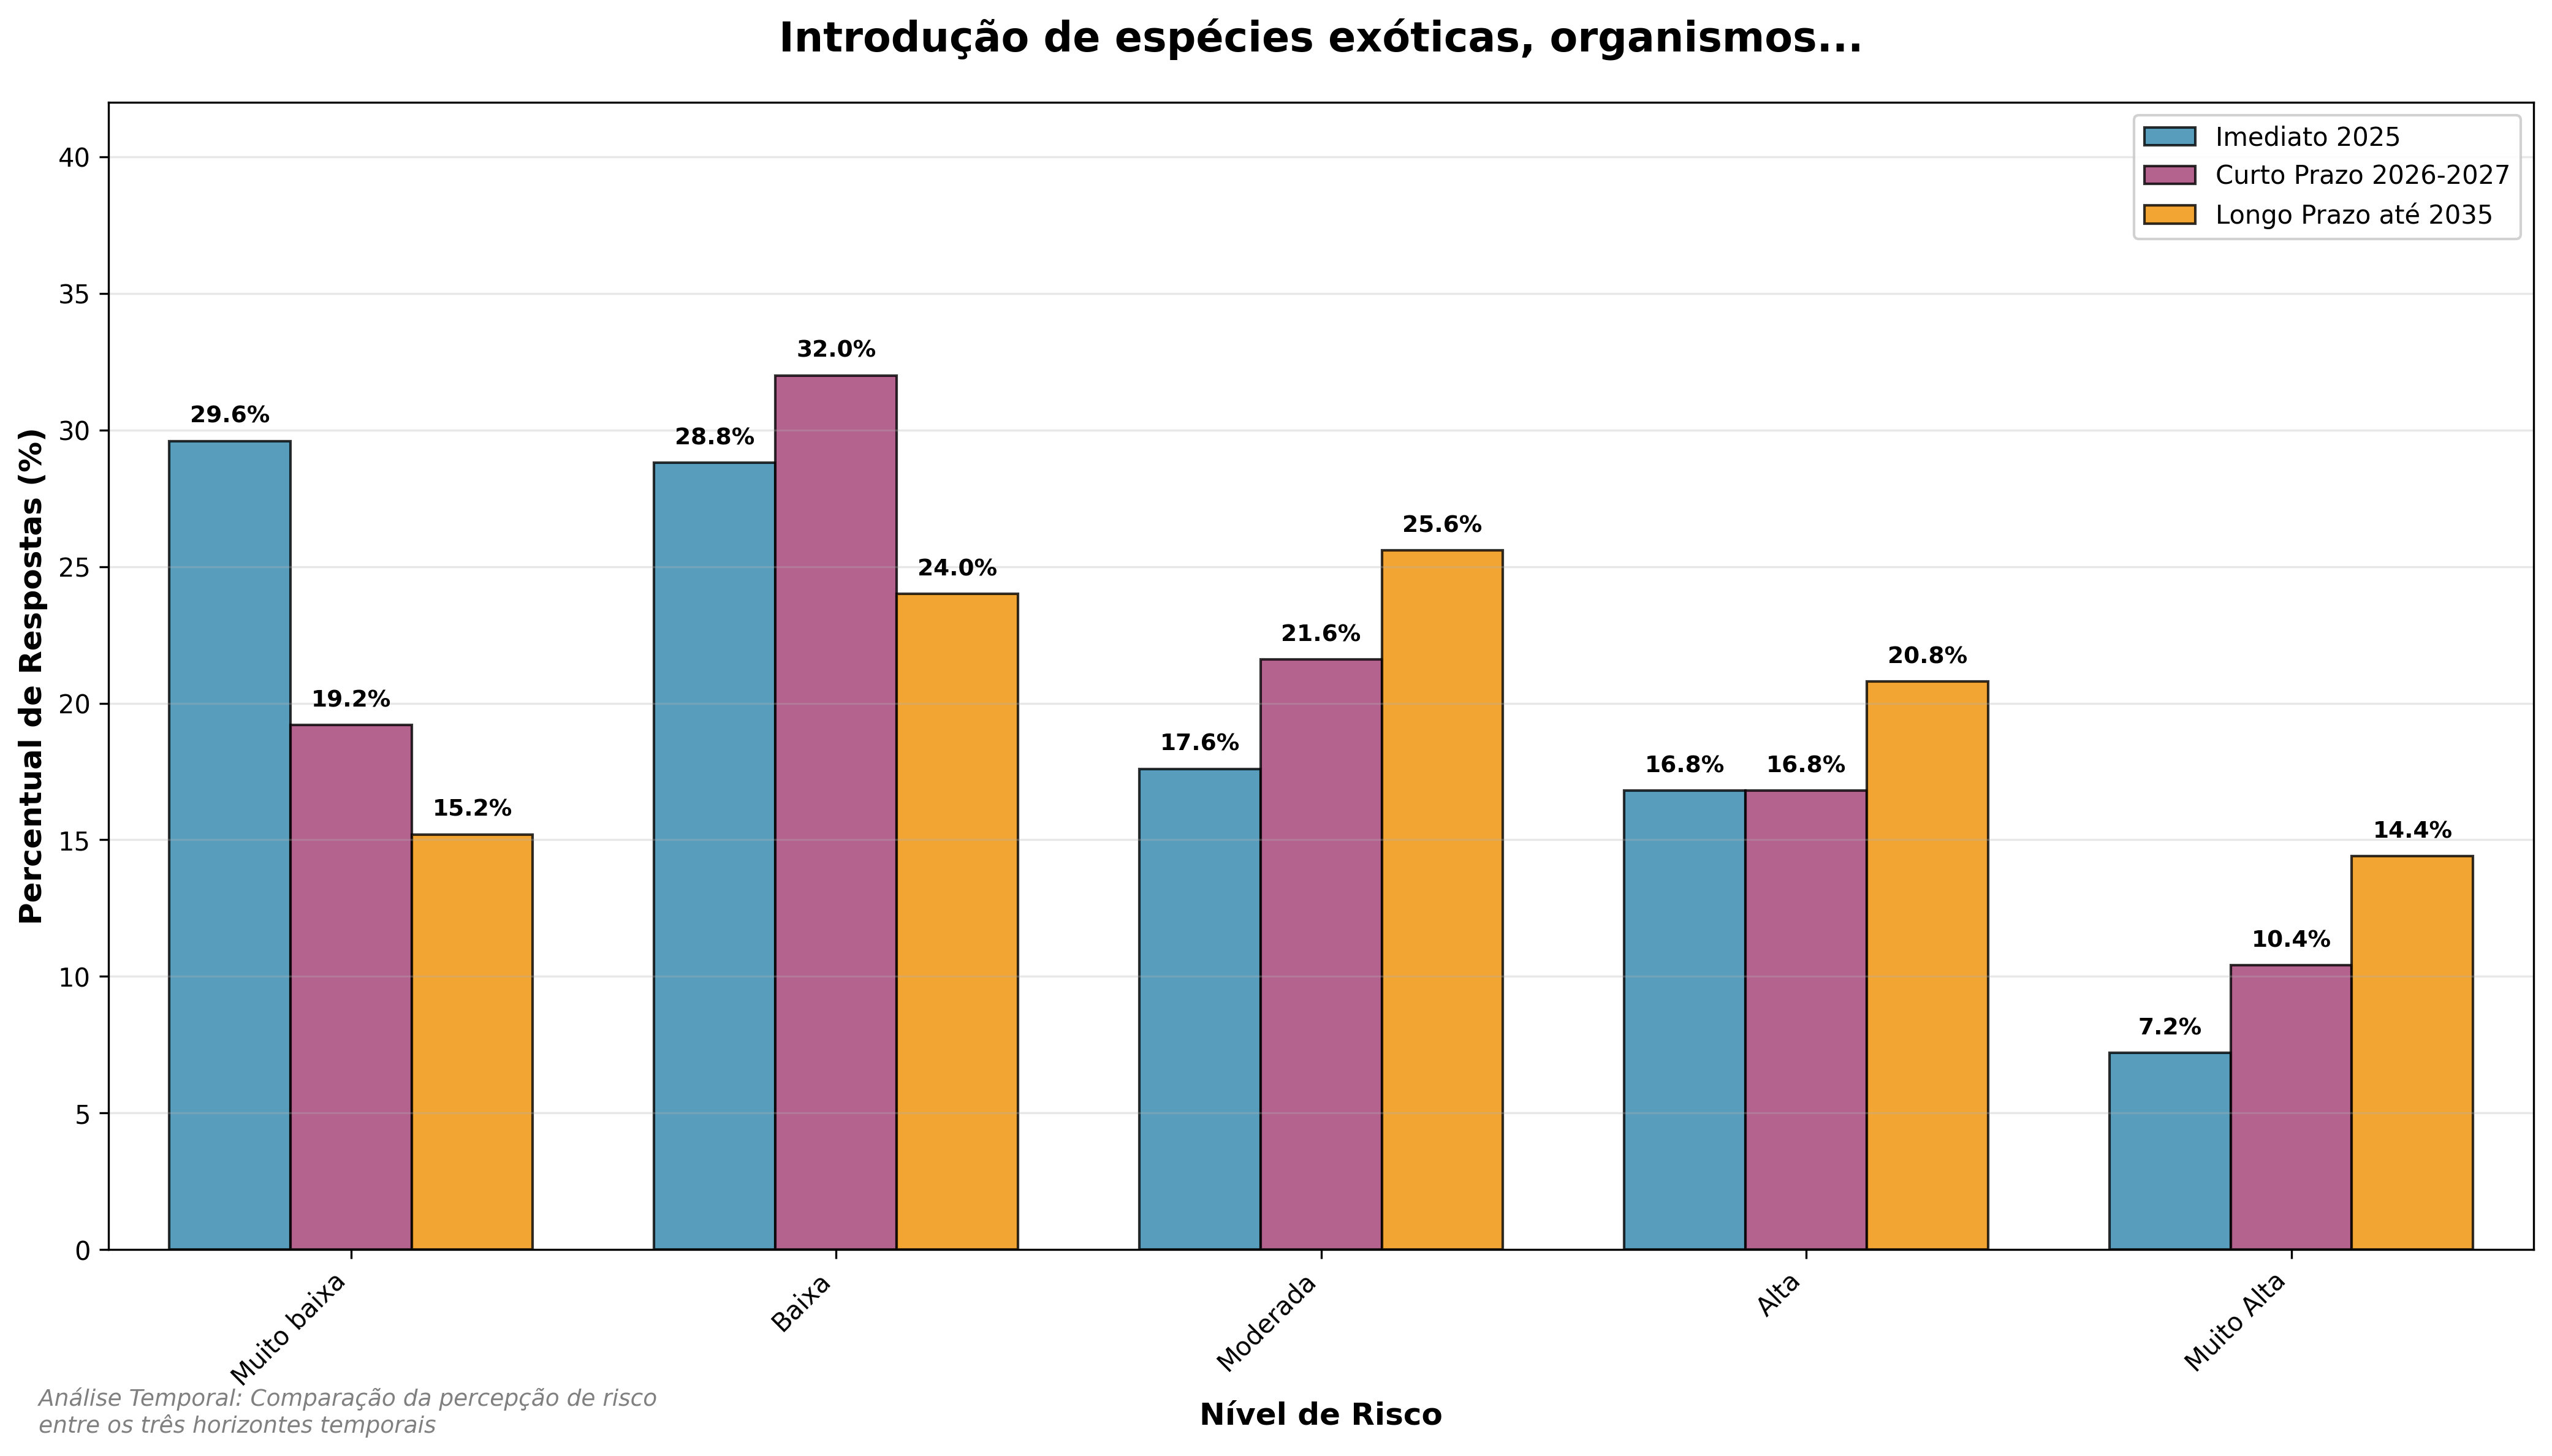 Introdução de espécies exóticas, organismos...
Imediato 2025
Curto Prazo 2026-2027
Longo Prazo até 2035
Percentual de Respostas (%)
40
35
30
25
20
15
10
5
0
29.6%
19.2%
15.2%
28.8%
32.0%
24.0%
17.6%
21.6%
25.6%
16.8%
16.8%
20.8%
7.2%
10.4%
14.4%
Muito baixa
Baixa
Moderada
Alta
Muito Alta
Nível de Risco
Análise Temporal: Comparação da percepção de risco
entre os três horizontes temporais